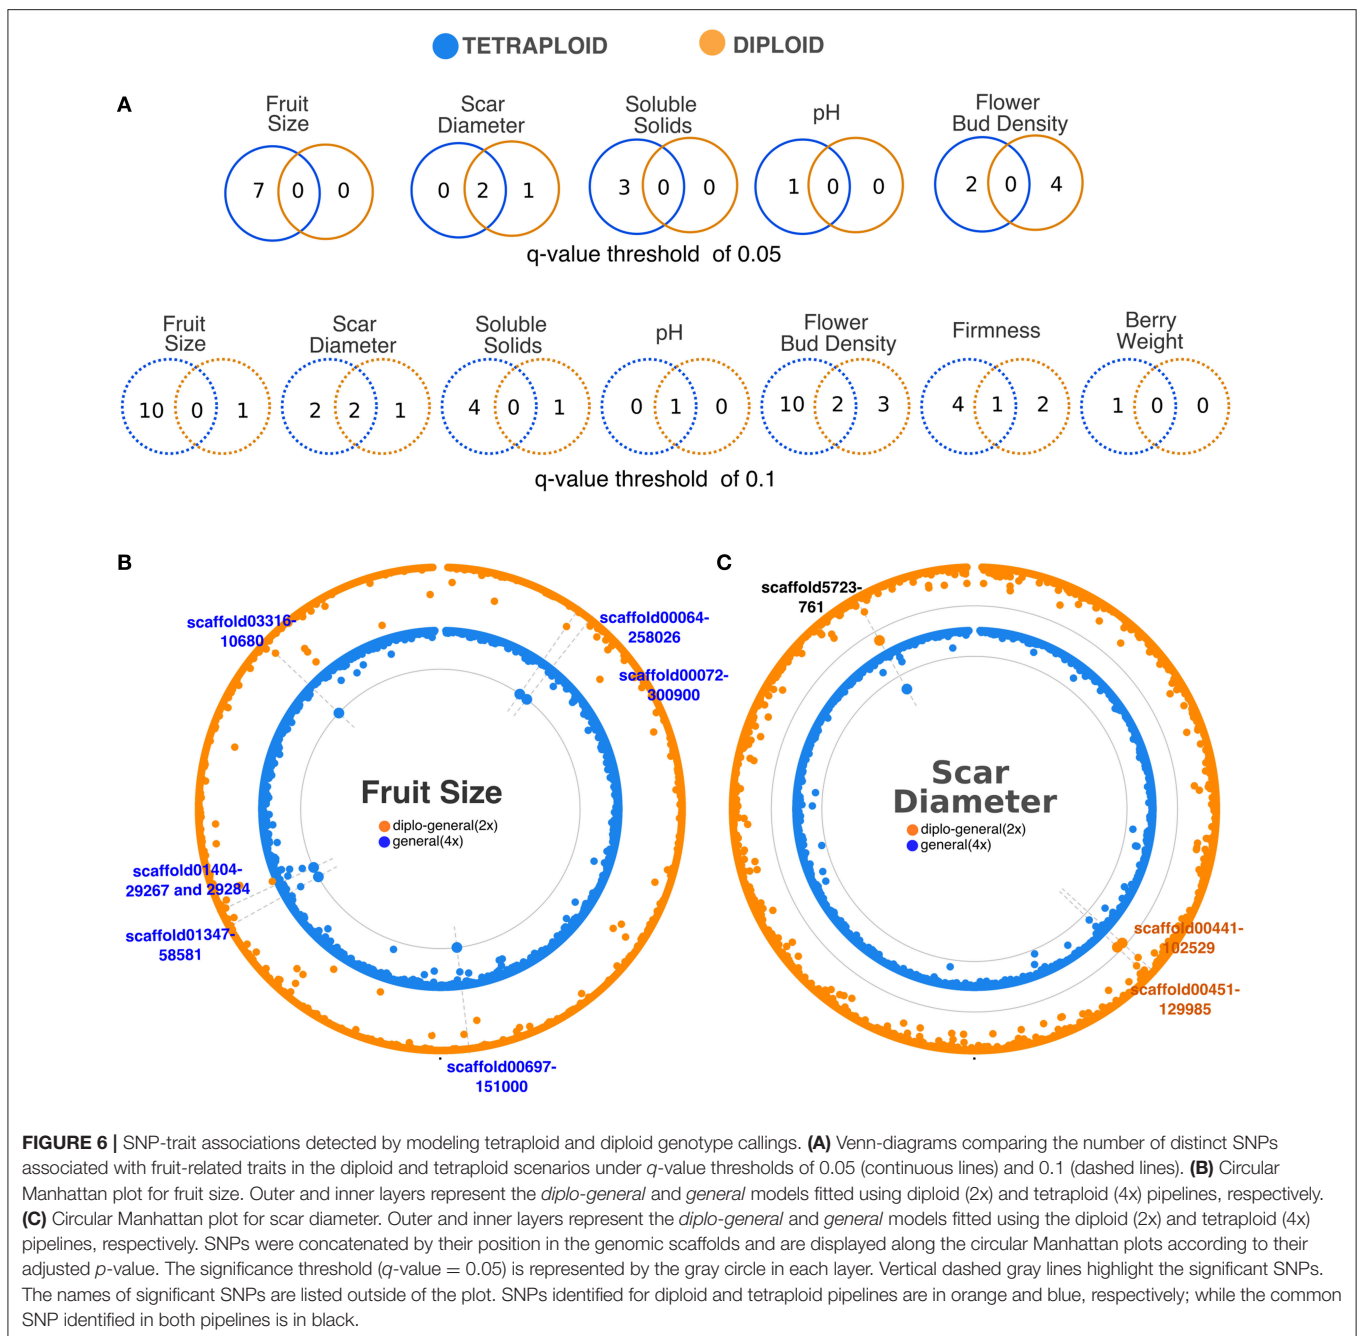 TETRAPLOID DIPLOID
A
Fruit
Size
Scar
Diameter
Soluble
Solids
pH
Flower
Bud Density
7 0 0
0 2 1
3 0 0
1 0 0
2 0 4
q-value threshold of 0.05
Fruit
Size
Scar
Diameter
Soluble
Solids
pH
Flower
Bud Density
Firmness
Berry
Weight
10 0 1
2 2 1
4 0 1
0 1 0
10 2 3
4 1 2
1 0 0
q-value threshold of 0.1
B
scaffold03316-
10680
scaffold00064-
258026
scaffold00072-
300900
Fruit Size
diplo-general(2x)
general(4x)
scaffold01404-
29267 and 29284
scaffold01347-
58581
scaffold00697-
151000
C
scaffold5723-
761
Scar
Diameter
diplo-general(2x)
general(4x)
scaffold00441-
102529
scaffold00451-
129985
FIGURE 6 | SNP-trait associations detected by modeling tetraploid and diploid genotype callings. (A) Venn-diagrams comparing the number of distinct SNPs
associated with fruit-related traits in the diploid and tetraploid scenarios under q-value thresholds of 0.05 (continuous lines) and 0.1 (dashed lines). (B) Circular
Manhattan plot for fruit size. Outer and inner layers represent the diplo-general and general models fitted using diploid (2x) and tetraploid (4x) pipelines, respectively.
(C) Circular Manhattan plot for scar diameter. Outer and inner layers represent the diplo-general and general models fitted using the diploid (2x) and tetraploid (4x)
pipelines, respectively. SNPs were concatenated by their position in the genomic scaffolds and are displayed along the circular Manhattan plots according to their
adjusted p-value. The significance threshold (q-value = 0.05) is represented by the gray circle in each layer. Vertical dashed gray lines highlight the significant SNPs.
The names of significant SNPs are listed outside of the plot. SNPs identified for diploid and tetraploid pipelines are in orange and blue, respectively; while the common
SNP identified in both pipelines is in black.